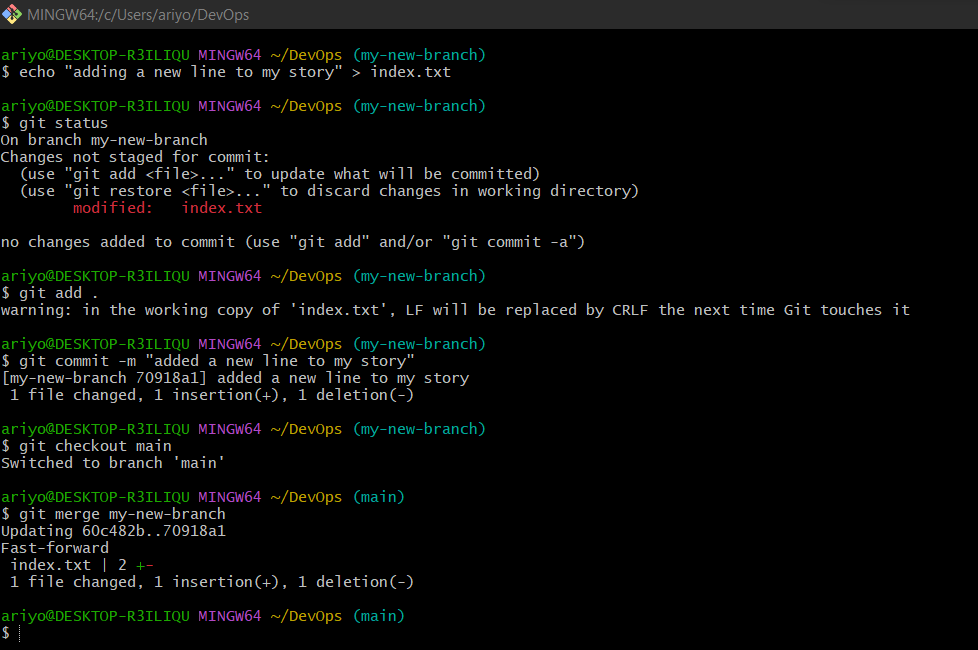 MINGW64:/c/Users/ariyo/DevOps
ariyo@DESKTOP-R3ILIQU MINGW64 ~/DevOps (my-new-branch)
$ echo "adding a new line to my story" > index.txt
ariyo@DESKTOP-R3ILIQU MINGW64 ~/DevOps (my-new-branch)
$ git status
On branch my-new-branch
Changes not staged for commit:
  (use "git add <file>..." to update what will be committed)
  (use "git restore <file>..." to discard changes in working directory)
        modified:   index.txt
no changes added to commit (use "git add" and/or "git commit -a")
ariyo@DESKTOP-R3ILIQU MINGW64 ~/DevOps (my-new-branch)
$ git add .
warning: in the working copy of 'index.txt', LF will be replaced by CRLF the next time Git touches it
ariyo@DESKTOP-R3ILIQU MINGW64 ~/DevOps (my-new-branch)
$ git commit -m "added a new line to my story"
[my-new-branch 70918a1] added a new line to my story
 1 file changed, 1 insertion(+), 1 deletion(-)
ariyo@DESKTOP-R3ILIQU MINGW64 ~/DevOps (my-new-branch)
$ git checkout main
Switched to branch 'main'
ariyo@DESKTOP-R3ILIQU MINGW64 ~/DevOps (main)
$ git merge my-new-branch
Updating 60c482b..70918a1
Fast-forward
 index.txt | 2 +-
 1 file changed, 1 insertion(+), 1 deletion(-)
ariyo@DESKTOP-R3ILIQU MINGW64 ~/DevOps (main)
$